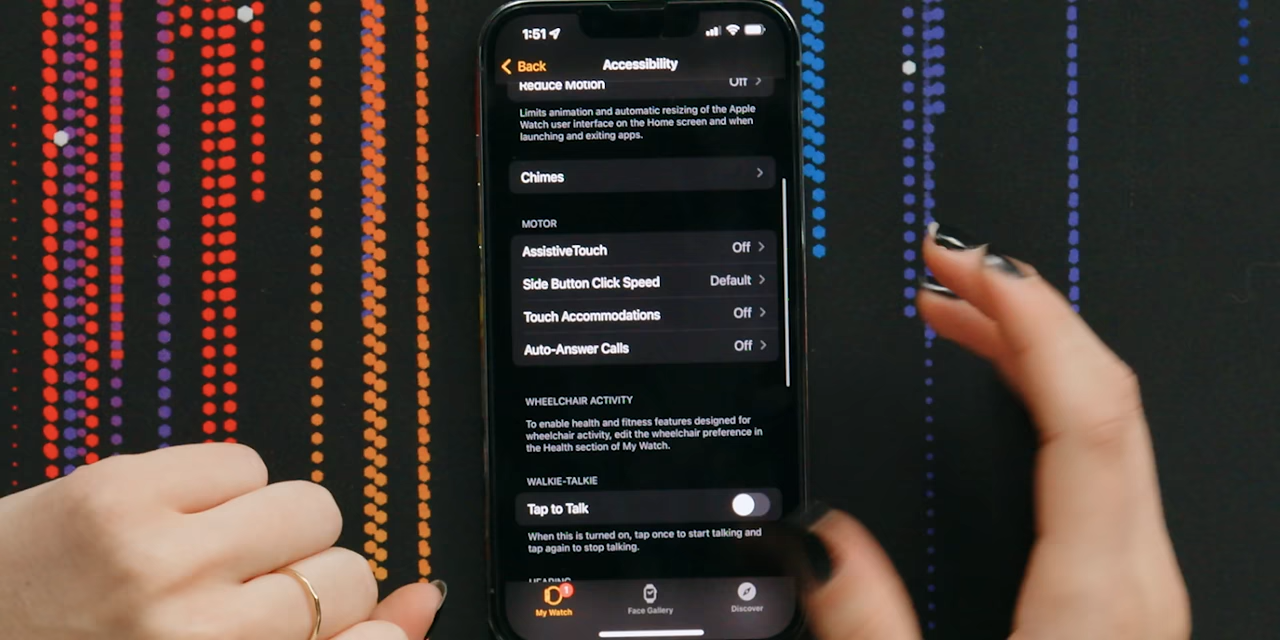 1:51
Back
Accessibility
Reduce Motion
Off
Limits animation and automatic resizing of the Apple
Watch user interface on the Home screen and when
launching and exiting apps.
Chimes
MOTOR
AssistiveTouch
Off
Side Button Click Speed
Default
Touch Accommodations
Off
Auto-Answer Calls
Off
WHEELCHAIR ACTIVITY
To enable health and fitness features designed for
wheelchair activity, edit the wheelchair preference in
the Health section of My Watch.
WALKIE-TALKIE
Tap to Talk
When this is turned on, tap once to start talking and
tap again to stop talking.
HEARING
1
My Watch
Face Gallery
Discover